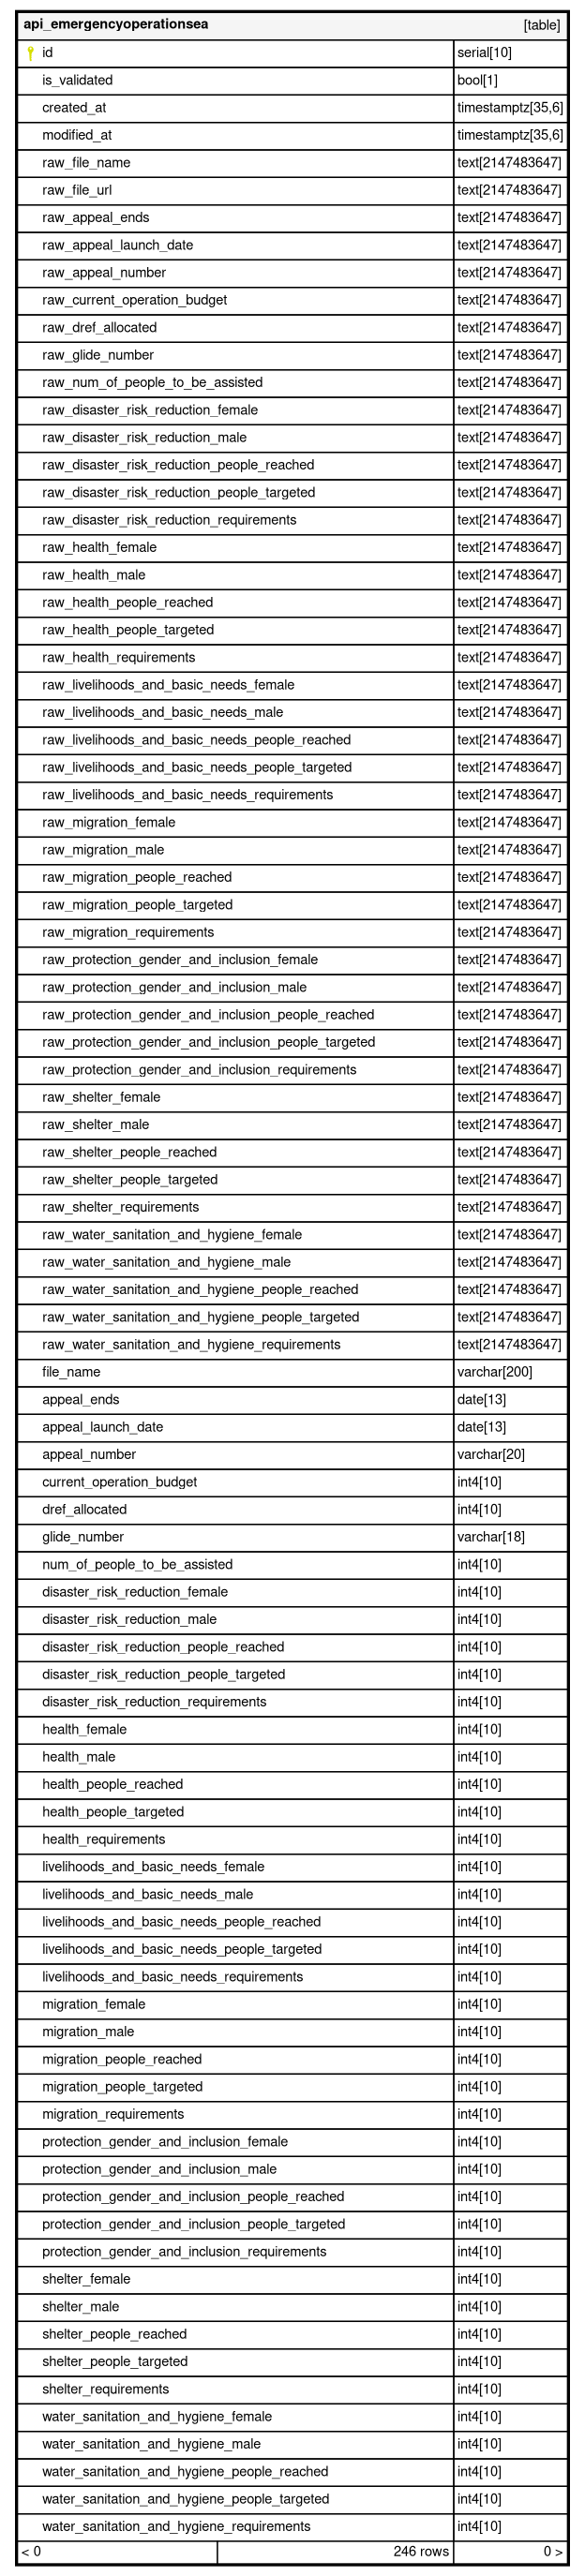 api_emergencyoperationsea [table]
id serial[10]
is_validated bool[1]
created_at timestamptz[35,6]
modified_at timestamptz[35,6]
raw_file_name text[2147483647]
raw_file_url text[2147483647]
raw_appeal_ends text[2147483647]
raw_appeal_launch_date text[2147483647]
raw_appeal_number text[2147483647]
raw_current_operation_budget text[2147483647]
raw_dref_allocated text[2147483647]
raw_glide_number text[2147483647]
raw_num_of_people_to_be_assisted text[2147483647]
raw_disaster_risk_reduction_female text[2147483647]
raw_disaster_risk_reduction_male text[2147483647]
raw_disaster_risk_reduction_people_reached text[2147483647]
raw_disaster_risk_reduction_people_targeted text[2147483647]
raw_disaster_risk_reduction_requirements text[2147483647]
raw_health_female text[2147483647]
raw_health_male text[2147483647]
raw_health_people_reached text[2147483647]
raw_health_people_targeted text[2147483647]
raw_health_requirements text[2147483647]
raw_livelihoods_and_basic_needs_female text[2147483647]
raw_livelihoods_and_basic_needs_male text[2147483647]
raw_livelihoods_and_basic_needs_people_reached text[2147483647]
raw_livelihoods_and_basic_needs_people_targeted text[2147483647]
raw_livelihoods_and_basic_needs_requirements text[2147483647]
raw_migration_female text[2147483647]
raw_migration_male text[2147483647]
raw_migration_people_reached text[2147483647]
raw_migration_people_targeted text[2147483647]
raw_migration_requirements text[2147483647]
raw_protection_gender_and_inclusion_female text[2147483647]
raw_protection_gender_and_inclusion_male text[2147483647]
raw_protection_gender_and_inclusion_people_reached text[2147483647]
raw_protection_gender_and_inclusion_people_targeted text[2147483647]
raw_protection_gender_and_inclusion_requirements text[2147483647]
raw_shelter_female text[2147483647]
raw_shelter_male text[2147483647]
raw_shelter_people_reached text[2147483647]
raw_shelter_people_targeted text[2147483647]
raw_shelter_requirements text[2147483647]
raw_water_sanitation_and_hygiene_female text[2147483647]
raw_water_sanitation_and_hygiene_male text[2147483647]
raw_water_sanitation_and_hygiene_people_reached text[2147483647]
raw_water_sanitation_and_hygiene_people_targeted text[2147483647]
raw_water_sanitation_and_hygiene_requirements text[2147483647]
file_name varchar[200]
appeal_ends date[13]
appeal_launch_date date[13]
appeal_number varchar[20]
current_operation_budget int4[10]
dref_allocated int4[10]
glide_number varchar[18]
num_of_people_to_be_assisted int4[10]
disaster_risk_reduction_female int4[10]
disaster_risk_reduction_male int4[10]
disaster_risk_reduction_people_reached int4[10]
disaster_risk_reduction_people_targeted int4[10]
disaster_risk_reduction_requirements int4[10]
health_female int4[10]
health_male int4[10]
health_people_reached int4[10]
health_people_targeted int4[10]
health_requirements int4[10]
livelihoods_and_basic_needs_female int4[10]
livelihoods_and_basic_needs_male int4[10]
livelihoods_and_basic_needs_people_reached int4[10]
livelihoods_and_basic_needs_people_targeted int4[10]
livelihoods_and_basic_needs_requirements int4[10]
migration_female int4[10]
migration_male int4[10]
migration_people_reached int4[10]
migration_people_targeted int4[10]
migration_requirements int4[10]
protection_gender_and_inclusion_female int4[10]
protection_gender_and_inclusion_male int4[10]
protection_gender_and_inclusion_people_reached int4[10]
protection_gender_and_inclusion_people_targeted int4[10]
protection_gender_and_inclusion_requirements int4[10]
shelter_female int4[10]
shelter_male int4[10]
shelter_people_reached int4[10]
shelter_people_targeted int4[10]
shelter_requirements int4[10]
water_sanitation_and_hygiene_female int4[10]
water_sanitation_and_hygiene_male int4[10]
water_sanitation_and_hygiene_people_reached int4[10]
water_sanitation_and_hygiene_people_targeted int4[10]
water_sanitation_and_hygiene_requirements int4[10]
< 0 246 rows 0 >